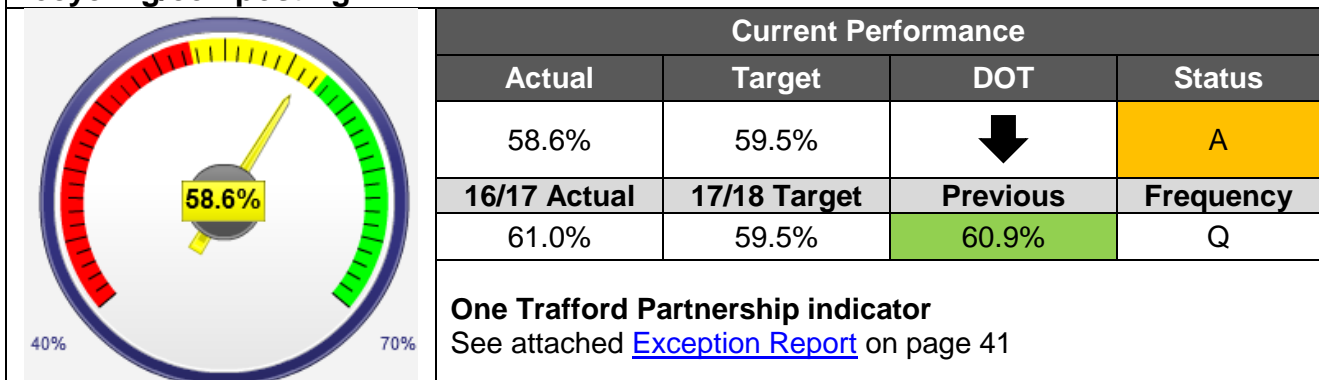 58.6%
40%
70%
Current Performance
Actual Target DOT Status
58.6% 59.5% A
16/17 Actual 17/18 Target Previous Frequency
61.0% 59.5% 60.9% Q
One Trafford Partnership indicator
See attached Exception Report on page 41